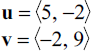 u = ⟨5, −2⟩
v = ⟨−2, 9⟩